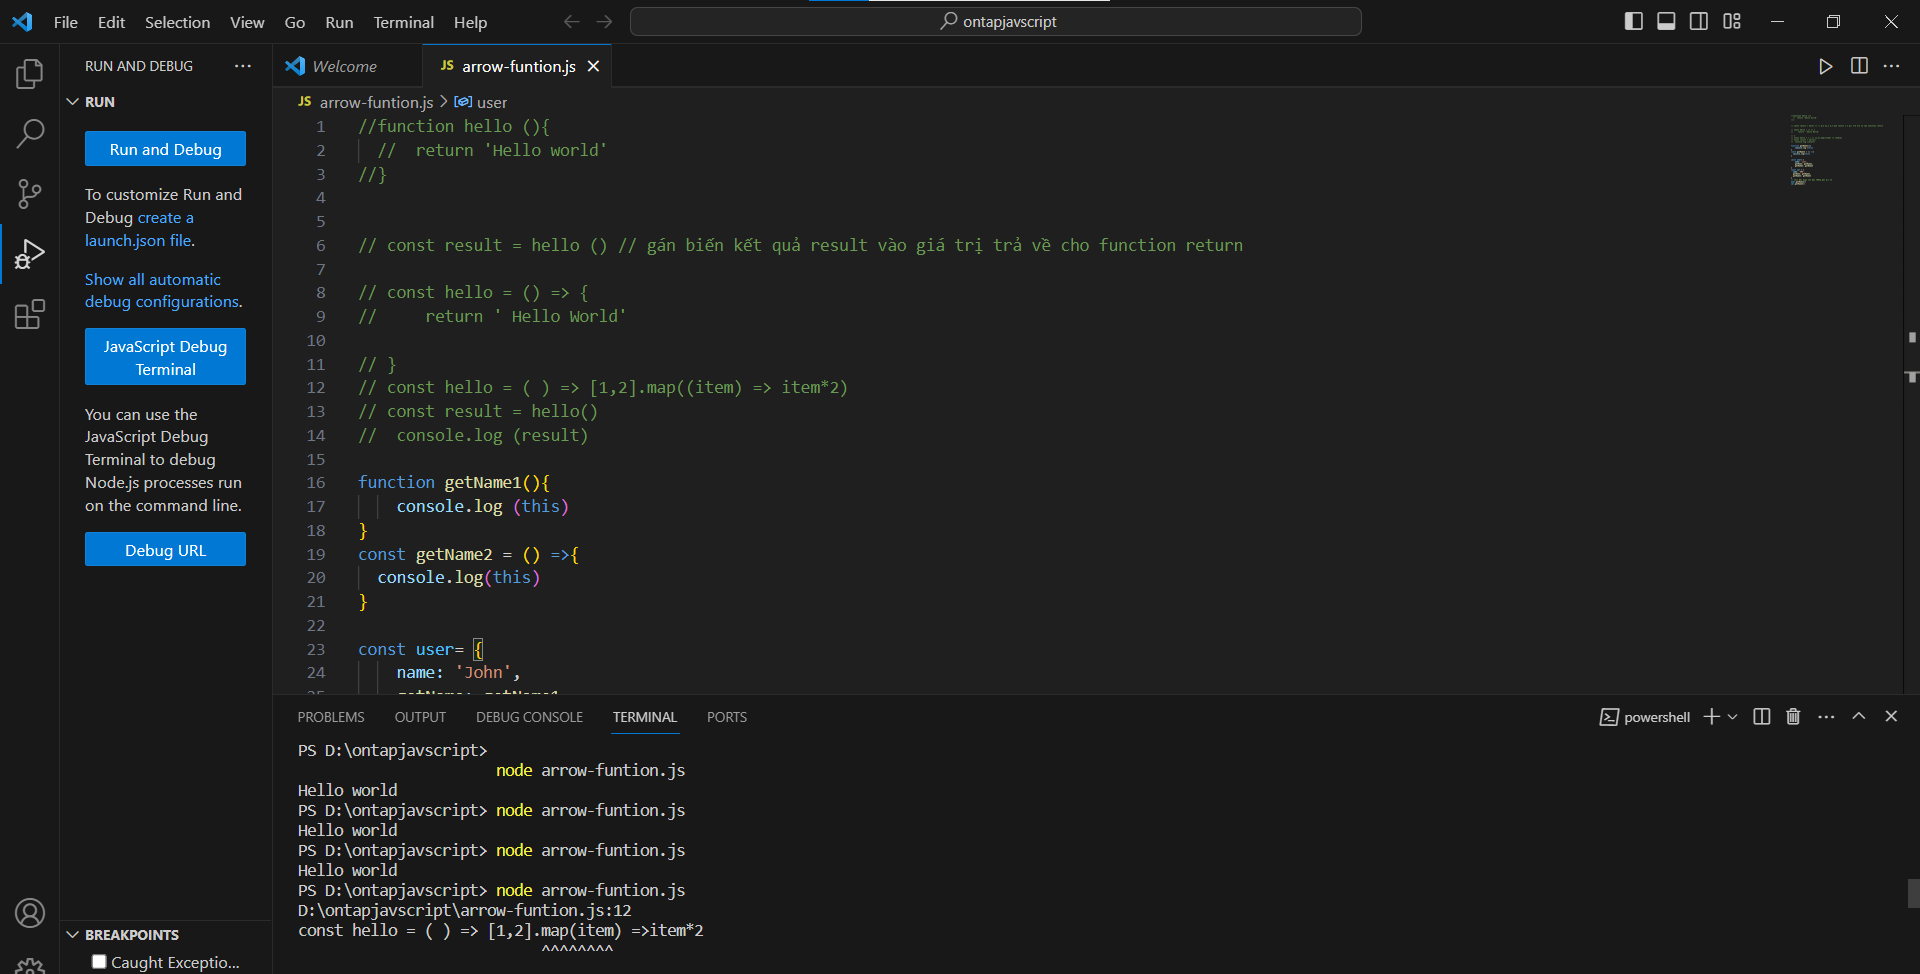 File Edit Selection View Go Run Terminal Help
ontapjavscript
RUN AND DEBUG ...
RUN
Run and Debug
To customize Run and
Debug create a
launch.json file.
Show all automatic
debug configurations.
JavaScript Debug
Terminal
You can use the
JavaScript Debug
Terminal to debug
Node.js processes run
on the command line.
Debug URL
BREAKPOINTS
Caught Exceptio...
Welcome
JS arrow-funtion.js
JS arrow-funtion.js > user
1 //function hello (){
2 // return 'Hello world'
3 //}
4
5
6 // const result = hello () // gán biến kết quả result vào giá trị trả về cho function return
7
8 // const hello = () => {
9 // return ' Hello World'
10
11 // }
12 // const hello = ( ) => [1,2].map((item) => item*2)
13 // const result = hello()
14 // console.log (result)
15
16 function getName1(){
17 console.log (this)
18 }
19 const getName2 = () =>{
20 console.log(this)
21 }
22
23 const user= {
24 name: 'John',
25 getName: getName1
PROBLEMS OUTPUT DEBUG CONSOLE TERMINAL PORTS
powershell
PS D:\ontapjavscript>
node arrow-funtion.js
Hello world
PS D:\ontapjavscript> node arrow-funtion.js
Hello world
PS D:\ontapjavscript> node arrow-funtion.js
Hello world
PS D:\ontapjavscript> node arrow-funtion.js
D:\ontapjavscript\arrow-funtion.js:12
const hello = ( ) => [1,2].map(item) =>item*2
^^^^^^^^